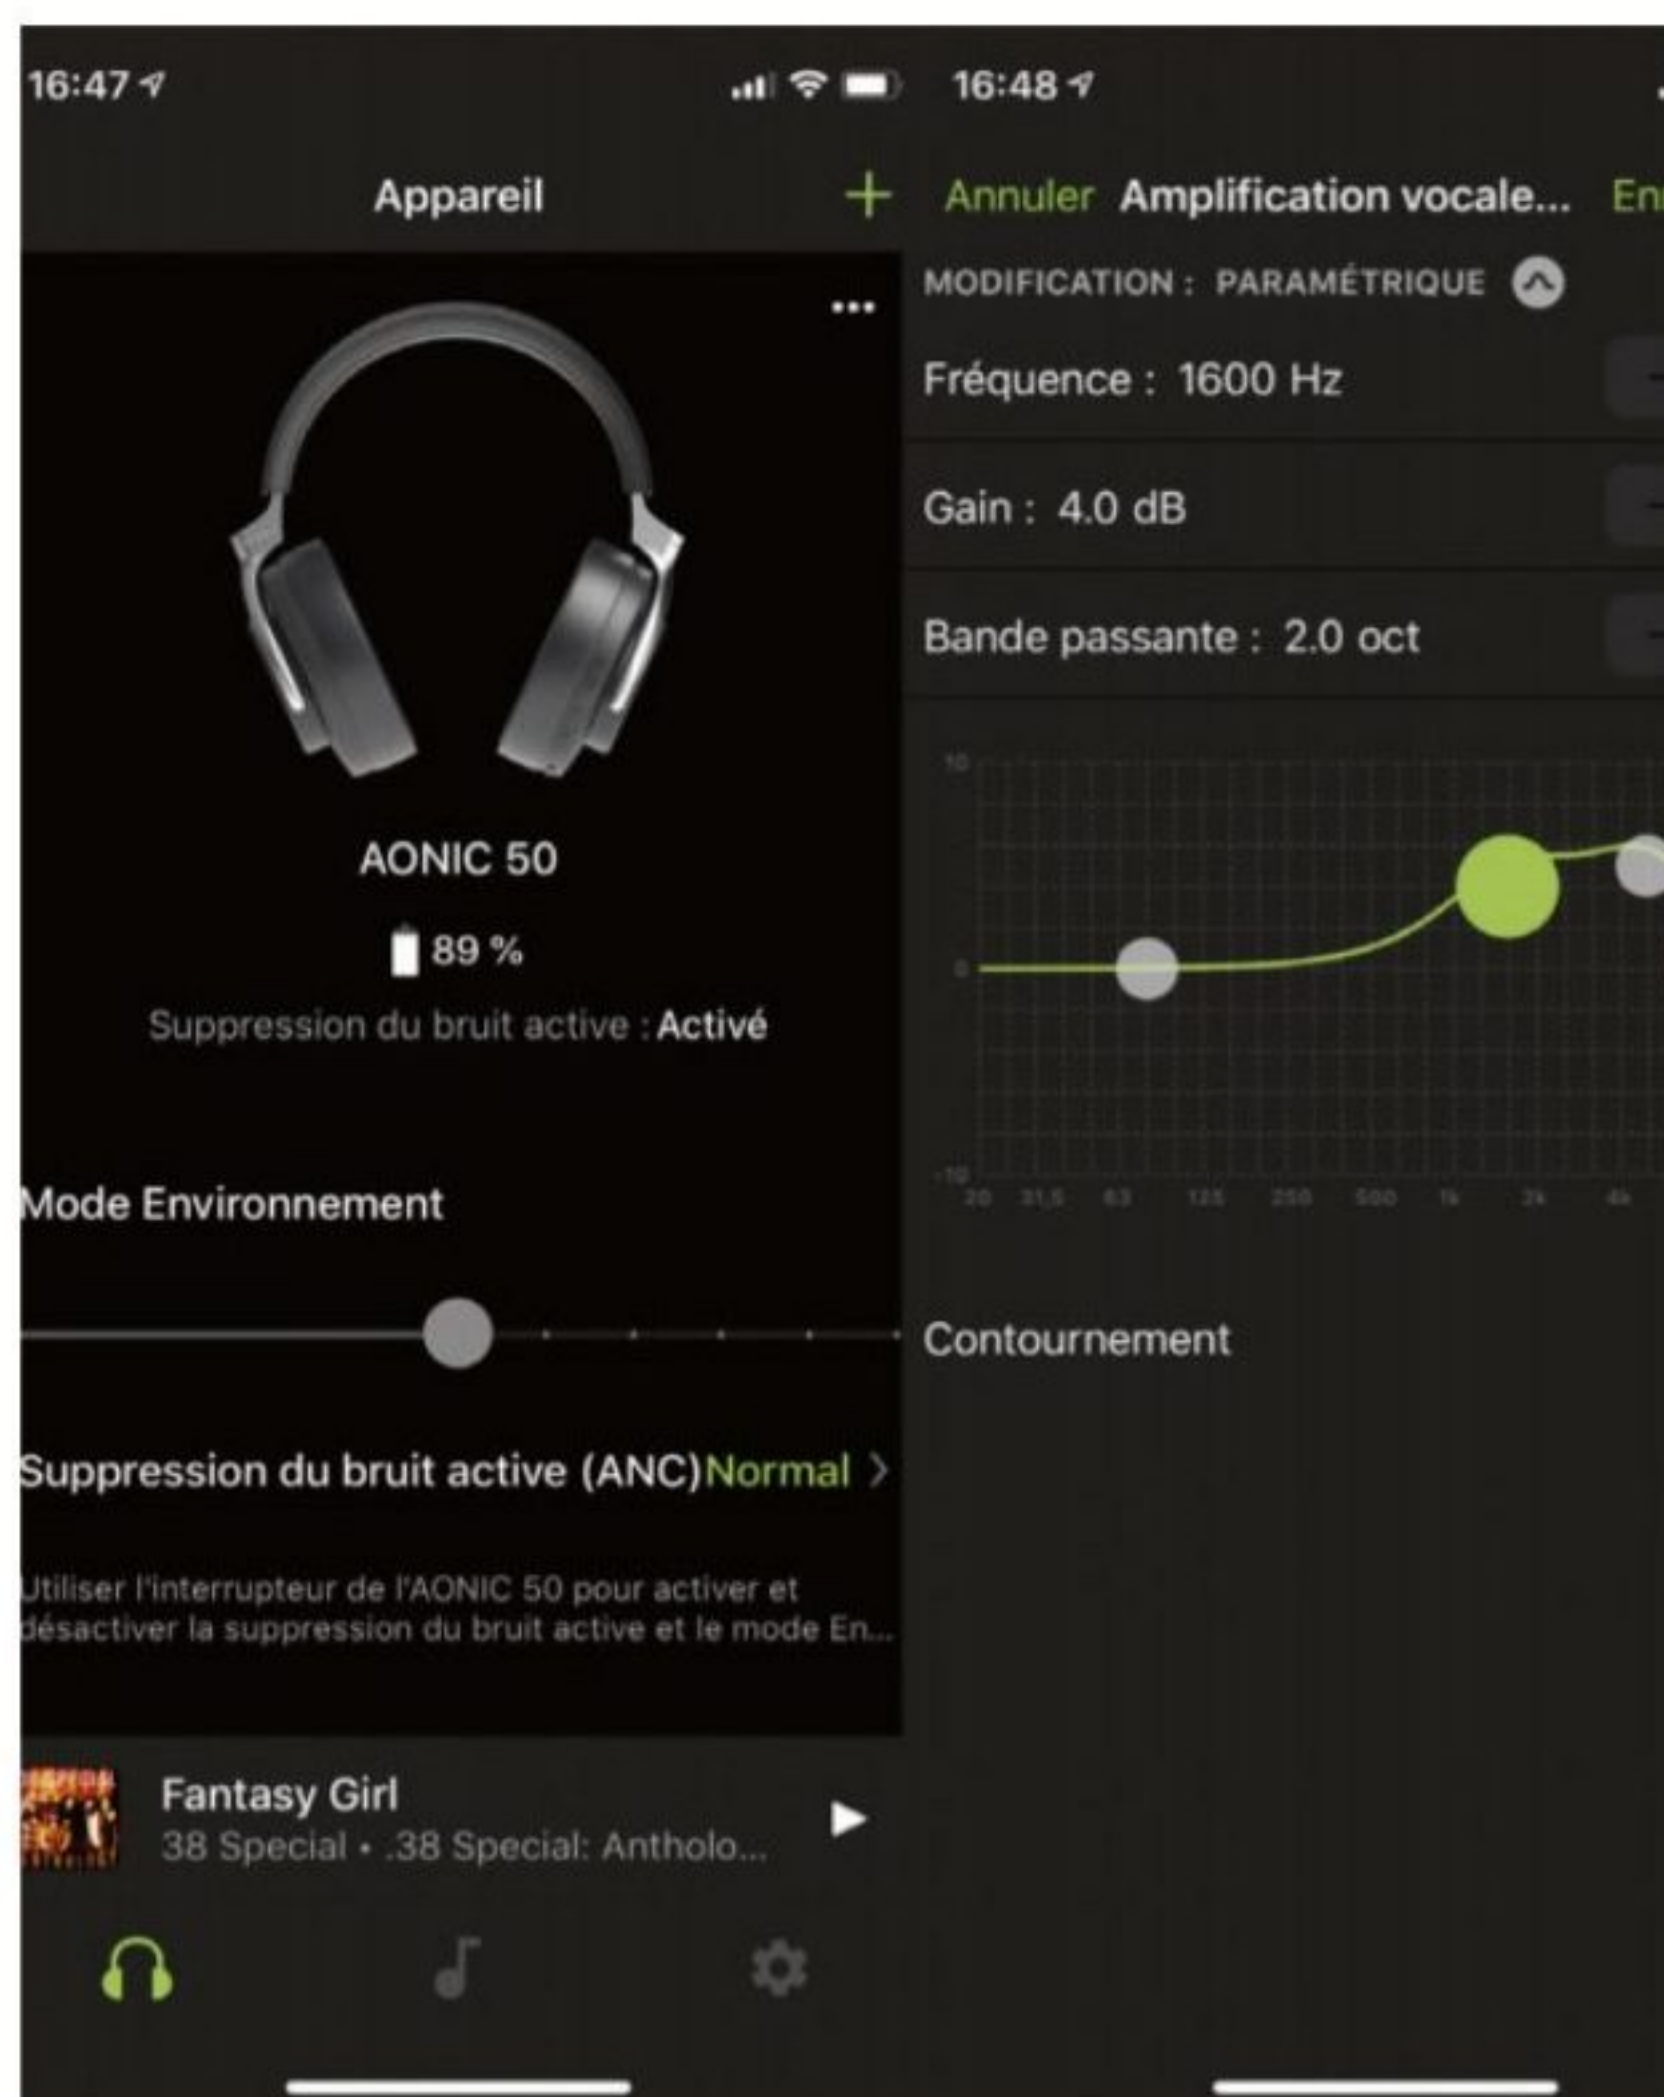 16:47
Appareil
AONIC 50
89 %
Suppression du bruit active : Activé
Mode Environnement
Suppression du bruit active (ANC) Normal
Utiliser l'interrupteur de l'AONIC 50 pour activer et
désactiver la suppression du bruit active et le mode En...
Fantasy Girl
38 Special • .38 Special: Antholo...
16:48
Annuler Amplification vocale...
MODIFICATION : PARAMÉTRIQUE
Fréquence : 1600 Hz
Gain : 4.0 dB
Bande passante : 2.0 oct
10
0
-10
20 31,5 63 125 250 500 1k 2k 4k
Contournement